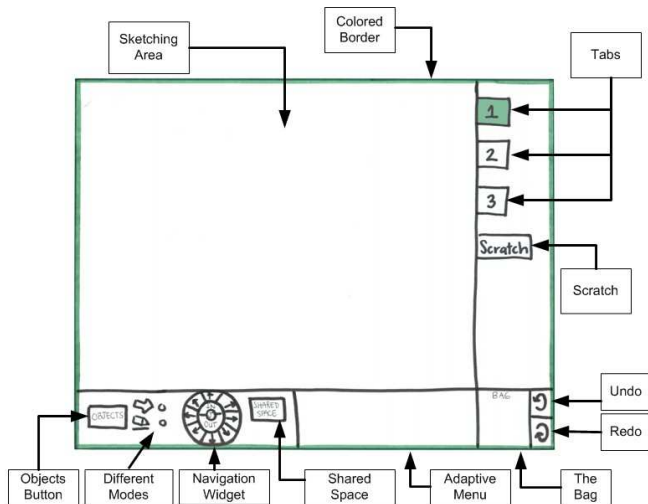 Colored
Border
Sketching
Area
Tabs
1
2
3
Scratch
Scratch
BAG
OBJECTS
IN
OUT
SHARED
SPACE
Undo
Redo
Objects
Button
Different
Modes
Navigation
Widget
Shared
Space
Adaptive
Menu
The
Bag